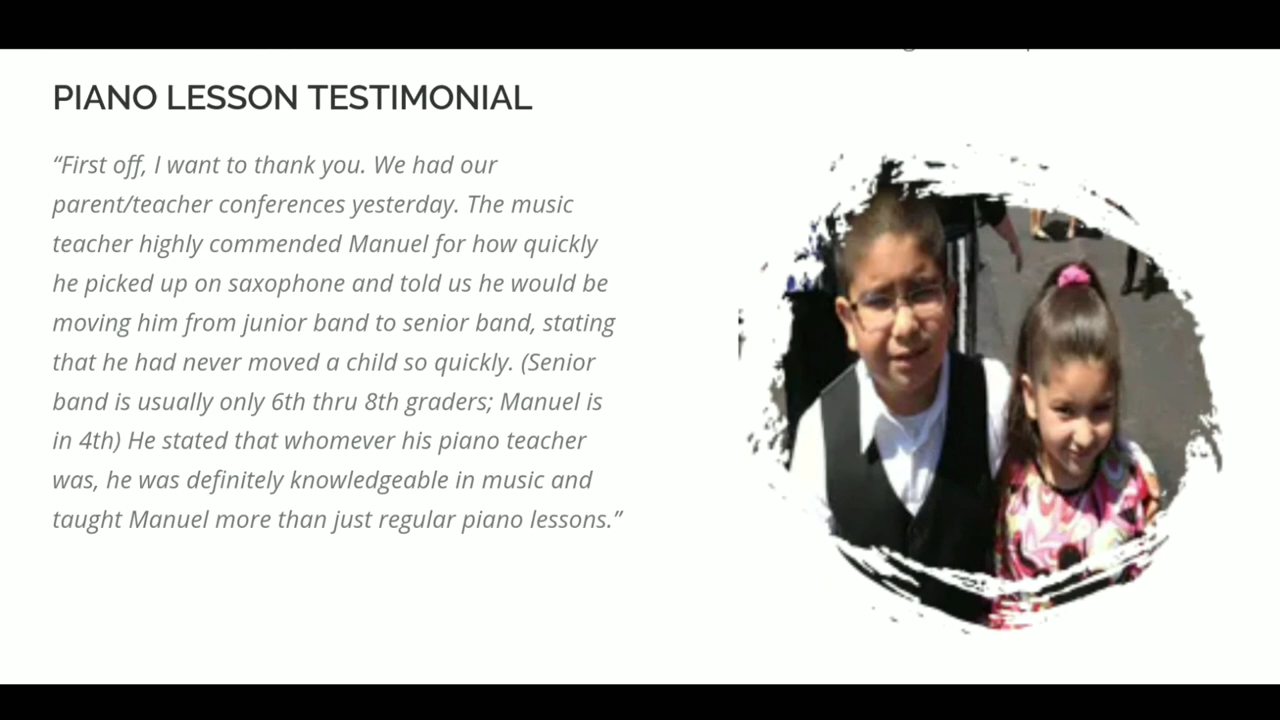 PIANO LESSON TESTIMONIAL
“First off, I want to thank you. We had our
parent/teacher conferences yesterday. The music
teacher highly commended Manuel for how quickly
he picked up on saxophone and told us he would be
moving him from junior band to senior band, stating
that he had never moved a child so quickly. (Senior
band is usually only 6th thru 8th graders; Manuel is
in 4th) He stated that whomever his piano teacher
was, he was definitely knowledgeable in music and
taught Manuel more than just regular piano lessons.”